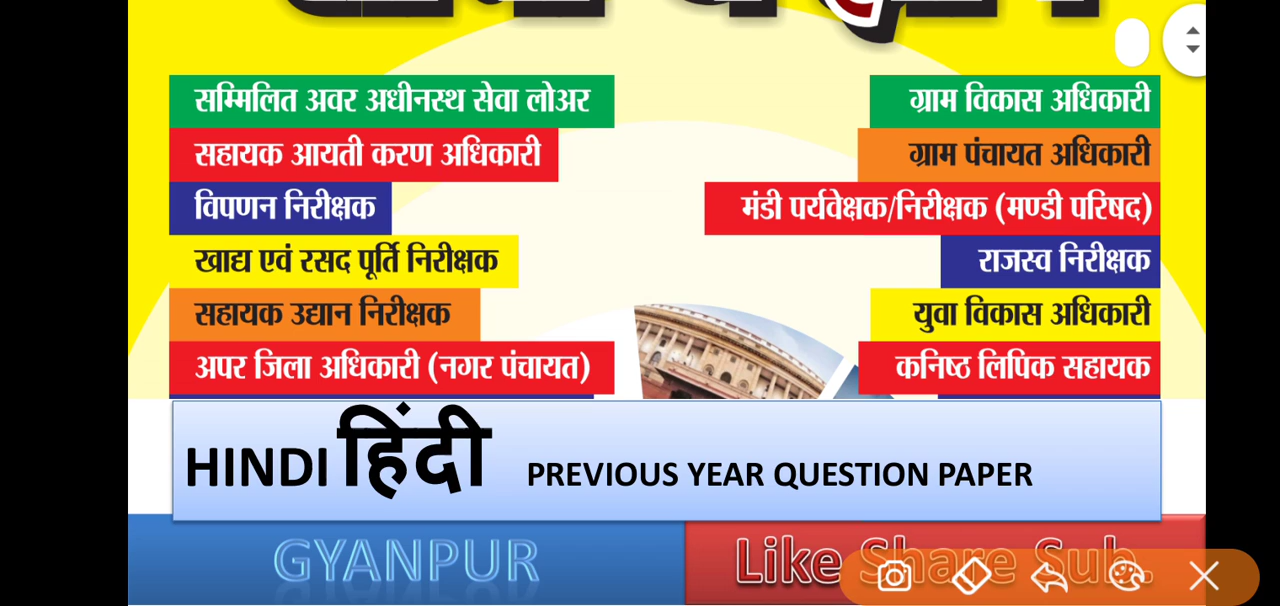 सम्मिलित अवर अधीनस्थ सेवा लोअर
सहायक आयती करण अधिकारी
विपणन निरीक्षक
खाद्य एवं रसद पूर्ति निरीक्षक
सहायक उद्यान निरीक्षक
अपर जिला अधिकारी (नगर पंचायत)
ग्राम विकास अधिकारी
ग्राम पंचायत अधिकारी
मंडी पर्यवेक्षक/निरीक्षक (मण्डी परिषद)
राजस्व निरीक्षक
युवा विकास अधिकारी
कनिष्ठ लिपिक सहायक
HINDI हिंदी PREVIOUS YEAR QUESTION PAPER
GYANPUR
Like Share Sub.